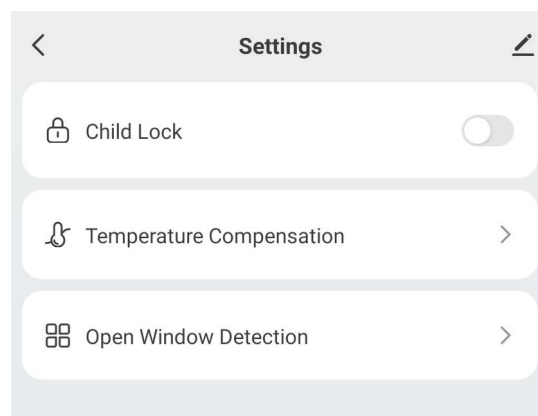 Settings
Child Lock
Temperature Compensation
Open Window Detection